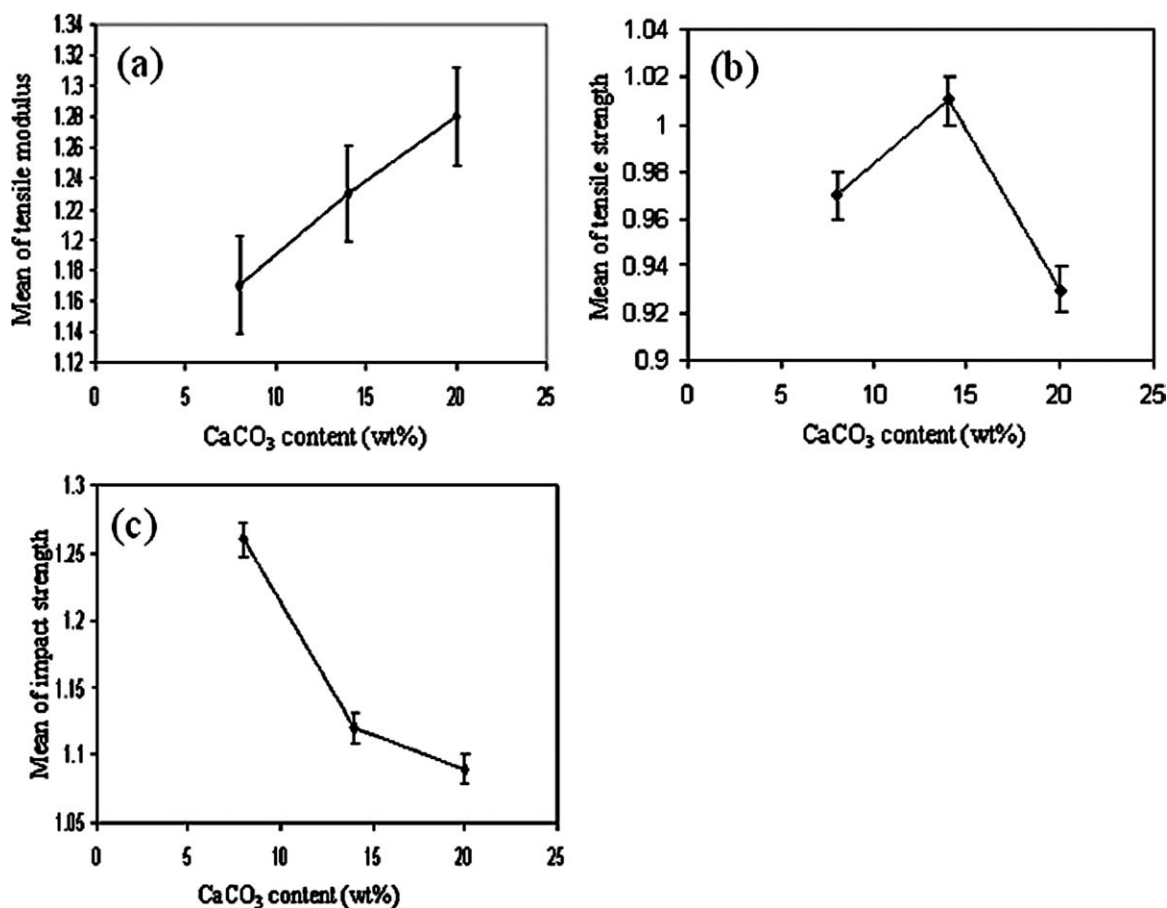 (a)
Mean of tensile modulus
1.34
1.32
1.3
1.28
1.26
1.24
1.22
1.2
1.18
1.16
1.14
1.12
0 5 10 15 20 25
CaCO₃ content (wt%)
(b)
Mean of tensile strength
1.04
1.02
1
0.98
0.96
0.94
0.92
0.9
0 5 10 15 20 25
CaCO₃ content (wt%)
(c)
Mean of impact strength
1.3
1.25
1.2
1.15
1.1
1.05
0 5 10 15 20 25
CaCO₃ content (wt%)